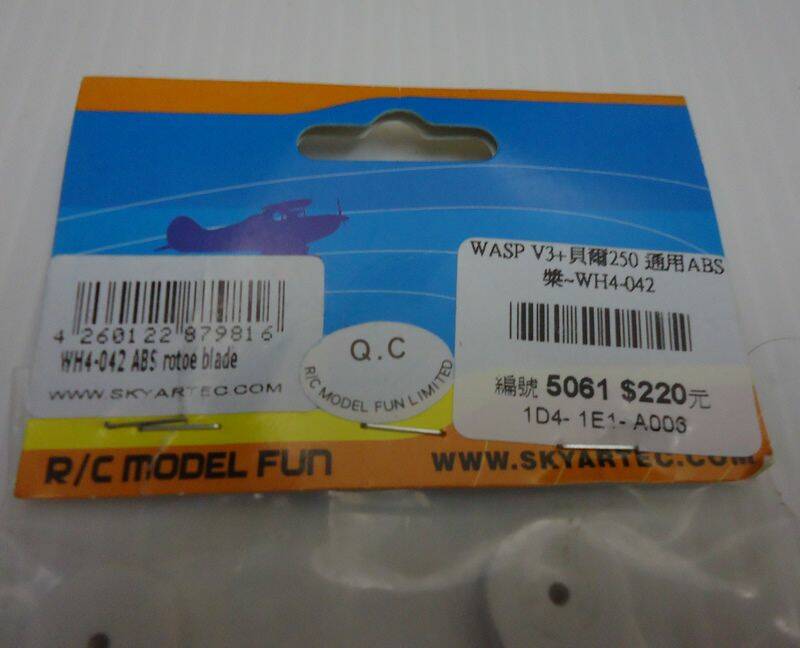 WASP V3+貝爾250 通用ABS
槳~WH4-042
編號 5061 $220元
1D4- 1E1- A003
4 260122 879816
WH4-042 ABS rotoe blade
WWW.SKYARTEC.COM
Q.C
R/C MODEL FUN LIMITED
R/C MODEL FUN
WWW.SKYARTEC.COM